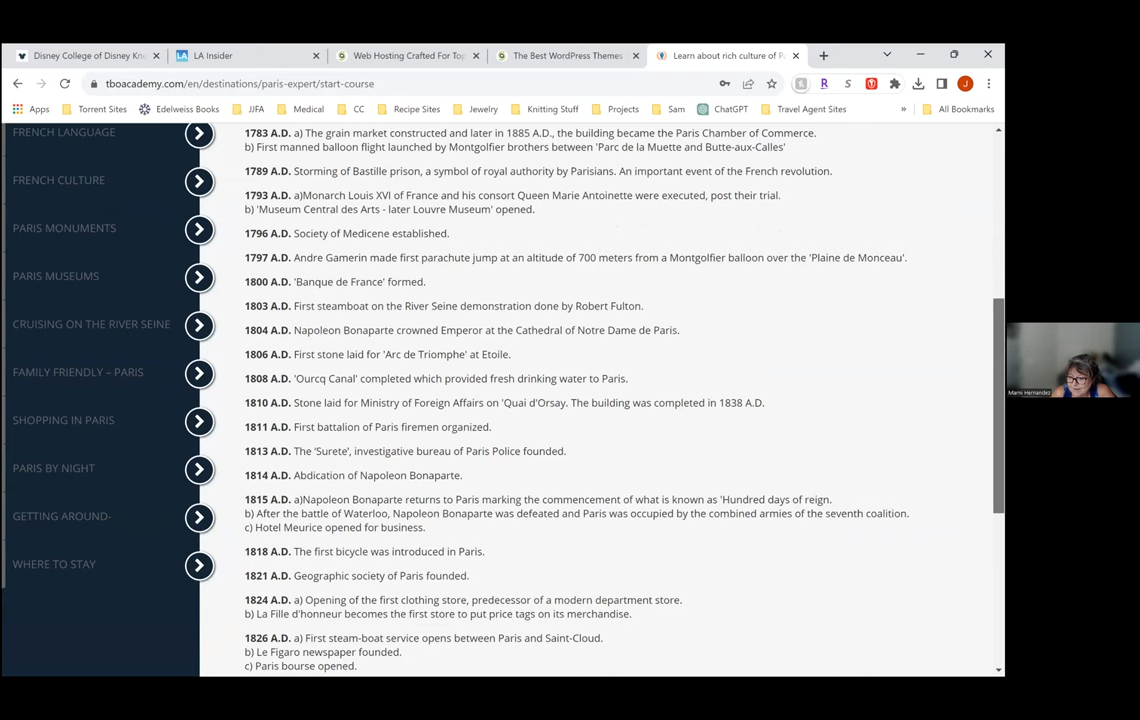 Disney College of Disney Kno
LA Insider
Web Hosting Crafted For Top
The Best WordPress Themes
Learn about rich culture of Pa
tboacademy.com/en/destinations/paris-expert/start-course
Apps
Torrent Sites
Edelweiss Books
JJFA
Medical
CC
Recipe Sites
Jewelry
Knitting Stuff
Projects
Sam
ChatGPT
Travel Agent Sites
»
All Bookmarks
FRENCH LANGUAGE
FRENCH CULTURE
PARIS MONUMENTS
PARIS MUSEUMS
CRUISING ON THE RIVER SEINE
FAMILY FRIENDLY – PARIS
SHOPPING IN PARIS
PARIS BY NIGHT
GETTING AROUND-
WHERE TO STAY
1783 A.D. a) The grain market constructed and later in 1885 A.D., the building became the Paris Chamber of Commerce.
b) First manned balloon flight launched by Montgolfier brothers between 'Parc de la Muette and Butte-aux-Calles'
1789 A.D. Storming of Bastille prison, a symbol of royal authority by Parisians. An important event of the French revolution.
1793 A.D. a)Monarch Louis XVI of France and his consort Queen Marie Antoinette were executed, post their trial.
b) 'Museum Central des Arts - later Louvre Museum' opened.
1796 A.D. Society of Medicene established.
1797 A.D. Andre Gamerin made first parachute jump at an altitude of 700 meters from a Montgolfier balloon over the 'Plaine de Monceau'.
1800 A.D. 'Banque de France' formed.
1803 A.D. First steamboat on the River Seine demonstration done by Robert Fulton.
1804 A.D. Napoleon Bonaparte crowned Emperor at the Cathedral of Notre Dame de Paris.
1806 A.D. First stone laid for 'Arc de Triomphe' at Etoile.
1808 A.D. 'Ourcq Canal' completed which provided fresh drinking water to Paris.
1810 A.D. Stone laid for Ministry of Foreign Affairs on 'Quai d'Orsay. The building was completed in 1838 A.D.
1811 A.D. First battalion of Paris firemen organized.
1813 A.D. The 'Surete', investigative bureau of Paris Police founded.
1814 A.D. Abdication of Napoleon Bonaparte.
1815 A.D. a)Napoleon Bonaparte returns to Paris marking the commencement of what is known as 'Hundred days of reign.
b) After the battle of Waterloo, Napoleon Bonaparte was defeated and Paris was occupied by the combined armies of the seventh coalition.
c) Hotel Meurice opened for business.
1818 A.D. The first bicycle was introduced in Paris.
1821 A.D. Geographic society of Paris founded.
1824 A.D. a) Opening of the first clothing store, predecessor of a modern department store.
b) La Fille d'honneur becomes the first store to put price tags on its merchandise.
1826 A.D. a) First steam-boat service opens between Paris and Saint-Cloud.
b) Le Figaro newspaper founded.
c) Paris bourse opened.
Marni Hernandez